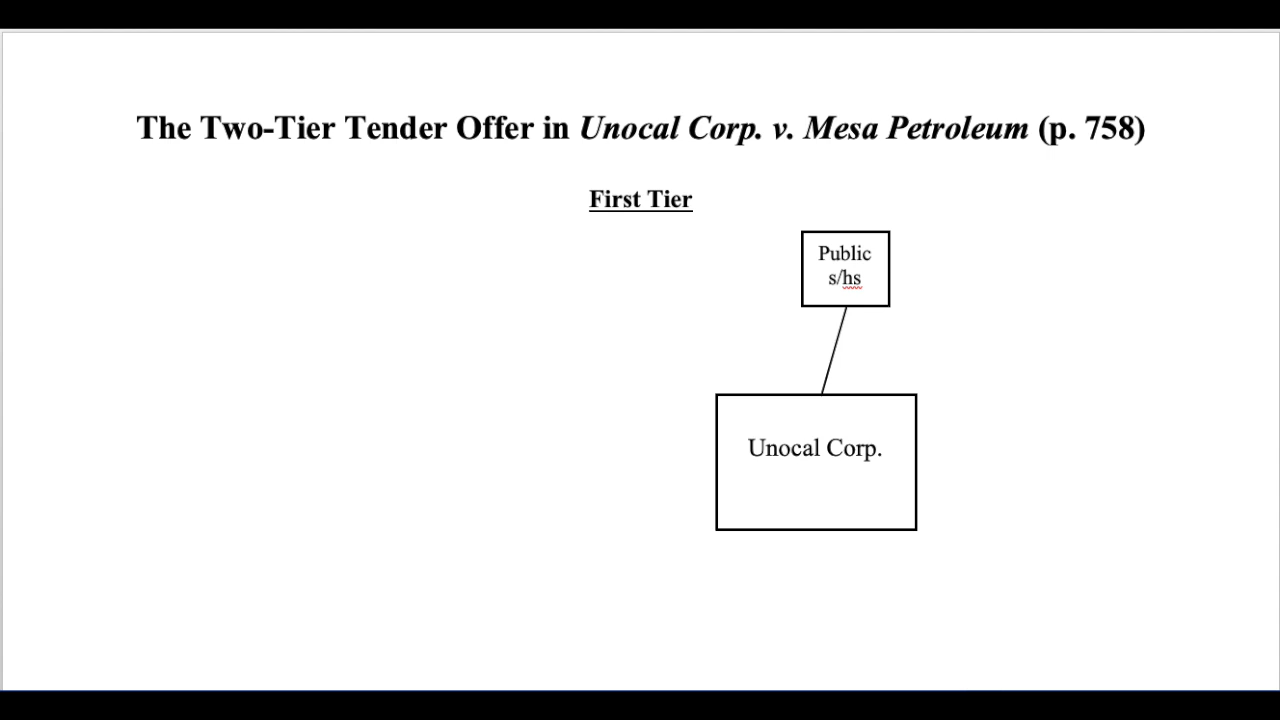 The Two-Tier Tender Offer in Unocal Corp. v. Mesa Petroleum (p. 758)
First Tier
Public
s/hs
Unocal Corp.